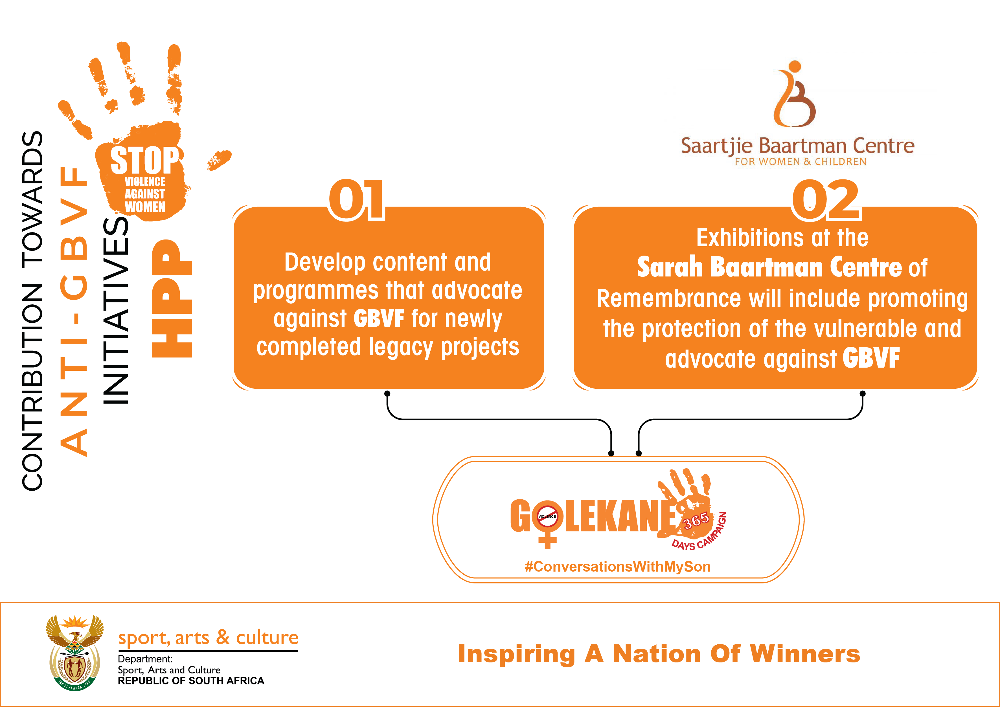 CONTRIBUTION TOWARDS
ANTI-GBVF
INITIATIVES
HPP
STOP
VIOLENCE
AGAINST
WOMEN
Saartjie Baartman Centre
FOR WOMEN & CHILDREN
01
Develop content and
programmes that advocate
against GBVF for newly
completed legacy projects
02
Exhibitions at the
Sarah Baartman Centre of
Remembrance will include promoting
the protection of the vulnerable and
advocate against GBVF
GOLEKANE
VIOLENCE
365
DAYS CAMPAIGN
#ConversationsWithMySon
sport, arts & culture
Department:
Sport, Arts and Culture
REPUBLIC OF SOUTH AFRICA
!KE E: /XARRA //KE
Inspiring A Nation Of Winners